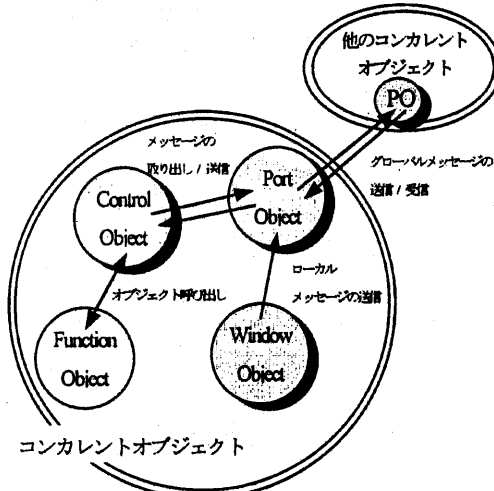 他のコンカレント
オブジェクト
PO
メッセージの
取り出し / 送信
グローバルメッセージの
送信 / 受信
Control
Object
Port
Object
ローカル
メッセージの送信
オブジェクト呼び出し
Function
Object
Window
Object
コンカレントオブジェクト